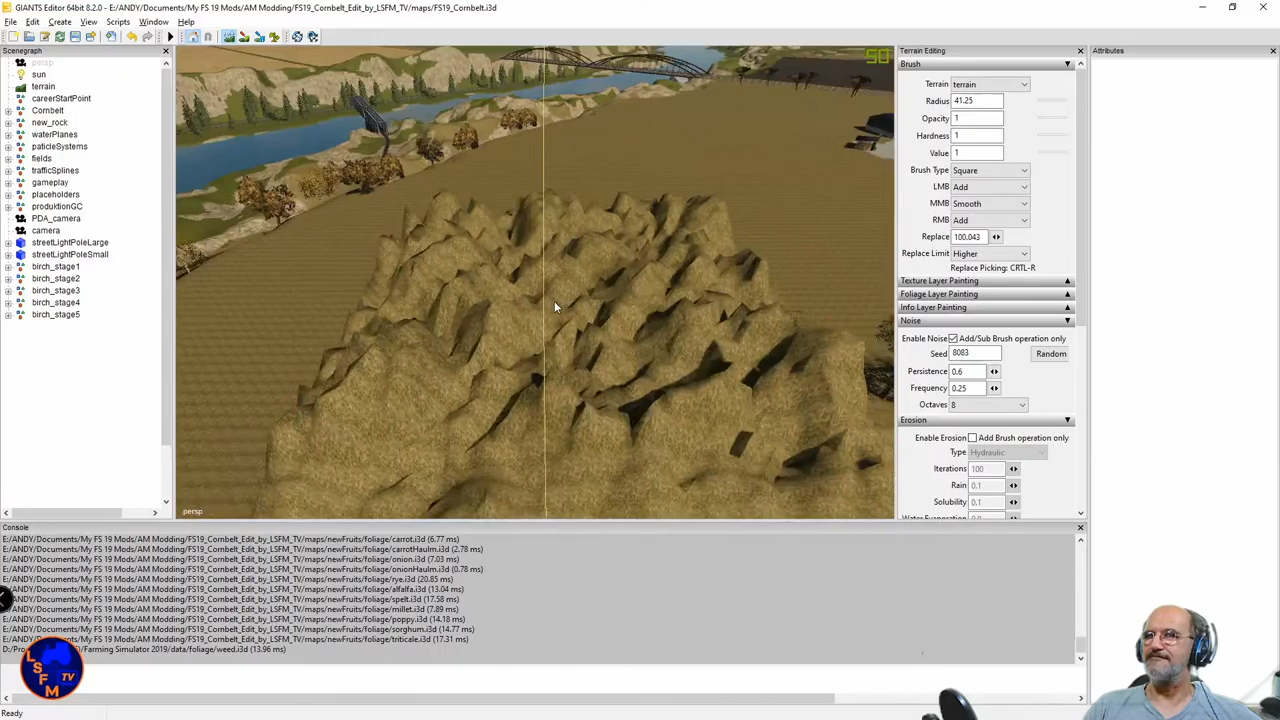 GIANTS Editor 64bit 8.2.0 - E:/ANDY/Documents/My FS 19 Mods/AM Modding/FS19_Cornbelt_Edit_by_LSFM_TV/maps/FS19_Cornbelt.i3d
File Edit Create View Scripts Window Help
Scenegraph
persp
sun
terrain
careerStartPoint
Cornbelt
new_rock
waterPlanes
paticleSystems
fields
trafficSplines
gameplay
placeholders
produktionGC
PDA_camera
camera
streetLightPoleLarge
streetLightPoleSmall
birch_stage1
birch_stage2
birch_stage3
birch_stage4
birch_stage5
50
persp
Terrain Editing
Brush
Terrain terrain
Radius 41.25
Opacity 1
Hardness 1
Value 1
Brush Type Square
LMB Add
MMB Smooth
RMB Add
Replace 100.043
Replace Limit Higher
Replace Picking: CRTL-R
Texture Layer Painting
Foliage Layer Painting
Info Layer Painting
Noise
Enable Noise Add/Sub Brush operation only
Seed 8083 Random
Persistence 0.6
Frequency 0.25
Octaves 8
Erosion
Enable Erosion Add Brush operation only
Type Hydraulic
Iterations 100
Rain 0.1
Solubility 0.1
Attributes
Console
E:/ANDY/Documents/My FS 19 Mods/AM Modding/FS19_Cornbelt_Edit_by_LSFM_TV/maps/newFruits/foliage/carrot.i3d (6.77 ms)
E:/ANDY/Documents/My FS 19 Mods/AM Modding/FS19_Cornbelt_Edit_by_LSFM_TV/maps/newFruits/foliage/carrotHaulm.i3d (2.78 ms)
E:/ANDY/Documents/My FS 19 Mods/AM Modding/FS19_Cornbelt_Edit_by_LSFM_TV/maps/newFruits/foliage/onion.i3d (7.03 ms)
E:/ANDY/Documents/My FS 19 Mods/AM Modding/FS19_Cornbelt_Edit_by_LSFM_TV/maps/newFruits/foliage/onionHaulm.i3d (0.78 ms)
E:/ANDY/Documents/My FS 19 Mods/AM Modding/FS19_Cornbelt_Edit_by_LSFM_TV/maps/newFruits/foliage/rye.i3d (20.85 ms)
E:/ANDY/Documents/My FS 19 Mods/AM Modding/FS19_Cornbelt_Edit_by_LSFM_TV/maps/newFruits/foliage/alfalfa.i3d (13.04 ms)
E:/ANDY/Documents/My FS 19 Mods/AM Modding/FS19_Cornbelt_Edit_by_LSFM_TV/maps/newFruits/foliage/spelt.i3d (17.58 ms)
E:/ANDY/Documents/My FS 19 Mods/AM Modding/FS19_Cornbelt_Edit_by_LSFM_TV/maps/newFruits/foliage/millet.i3d (7.89 ms)
E:/ANDY/Documents/My FS 19 Mods/AM Modding/FS19_Cornbelt_Edit_by_LSFM_TV/maps/newFruits/foliage/poppy.i3d (14.18 ms)
E:/ANDY/Documents/My FS 19 Mods/AM Modding/FS19_Cornbelt_Edit_by_LSFM_TV/maps/newFruits/foliage/sorghum.i3d (14.77 ms)
E:/ANDY/Documents/My FS 19 Mods/AM Modding/FS19_Cornbelt_Edit_by_LSFM_TV/maps/newFruits/foliage/triticale.i3d (17.31 ms)
Farming Simulator 2019/data/foliage/weed.i3d (13.96 ms)
LSFM TV
Ready